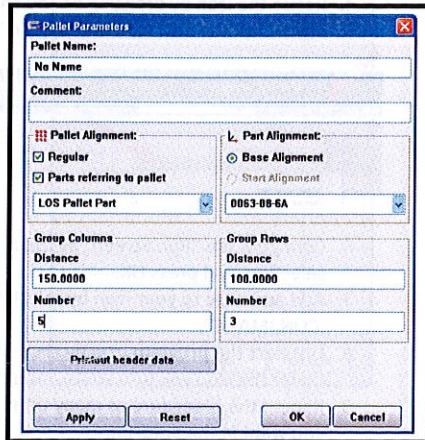 Pallet Parameters
Pallet Name:
No Name
Comment:
Pallet Alignment:
Part Alignment:
Regular
Base Alignment
Parts referring to pallet
Start Alignment
LOS Pallet Part
0063-08-6A
Group Columns
Group Rows
Distance
Distance
150.0000
100.0000
Number
Number
5
3
Printout header data
Apply
Reset
OK
Cancel